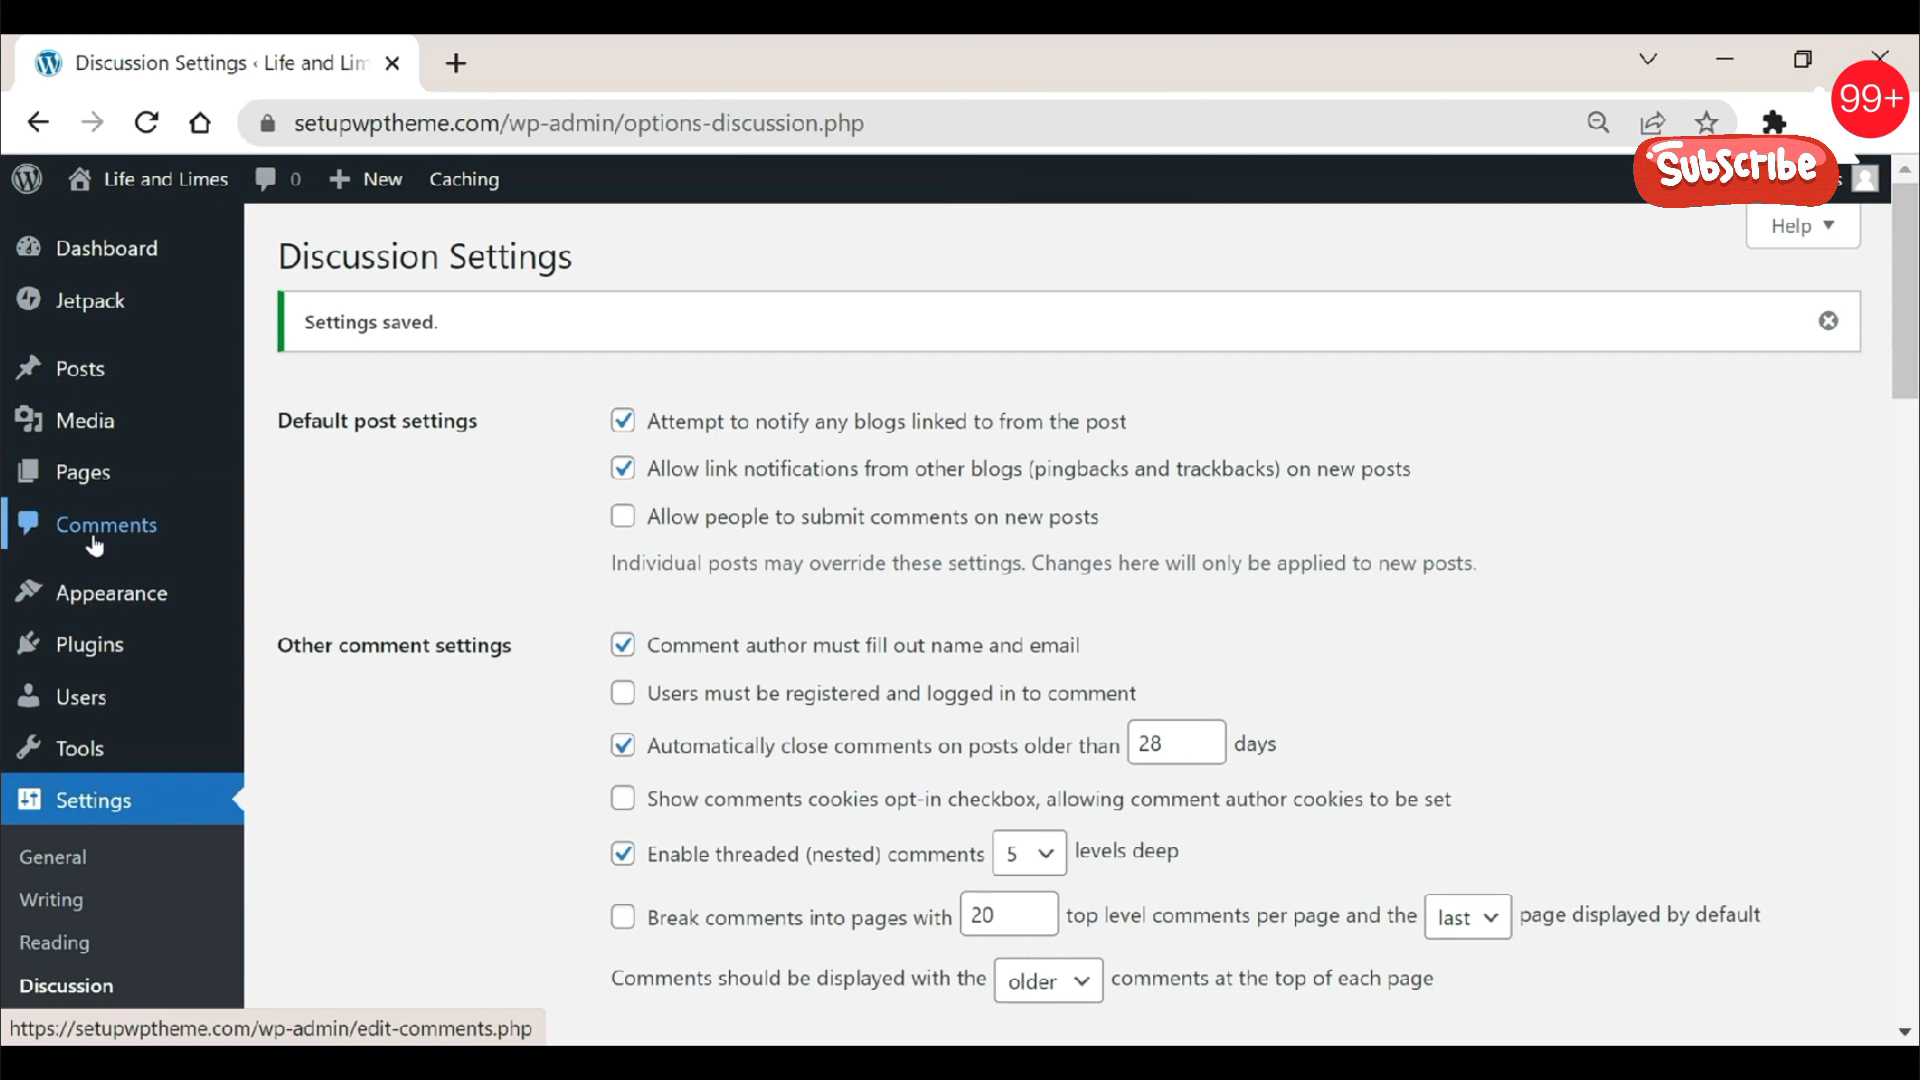 Discussion Settings ‹ Life and Lim
setupwptheme.com/wp-admin/options-discussion.php
99+
SUBSCRIBE
Life and Limes 0 New Caching s
Help
Dashboard
Jetpack
Posts
Media
Pages
Comments
Appearance
Plugins
Users
Tools
Settings
General
Writing
Reading
Discussion
Discussion Settings
Settings saved.
Default post settings
Attempt to notify any blogs linked to from the post
Allow link notifications from other blogs (pingbacks and trackbacks) on new posts
Allow people to submit comments on new posts
Individual posts may override these settings. Changes here will only be applied to new posts.
Other comment settings
Comment author must fill out name and email
Users must be registered and logged in to comment
Automatically close comments on posts older than 28 days
Show comments cookies opt-in checkbox, allowing comment author cookies to be set
Enable threaded (nested) comments 5 levels deep
Break comments into pages with 20 top level comments per page and the last page displayed by default
Comments should be displayed with the older comments at the top of each page
https://setupwptheme.com/wp-admin/edit-comments.php